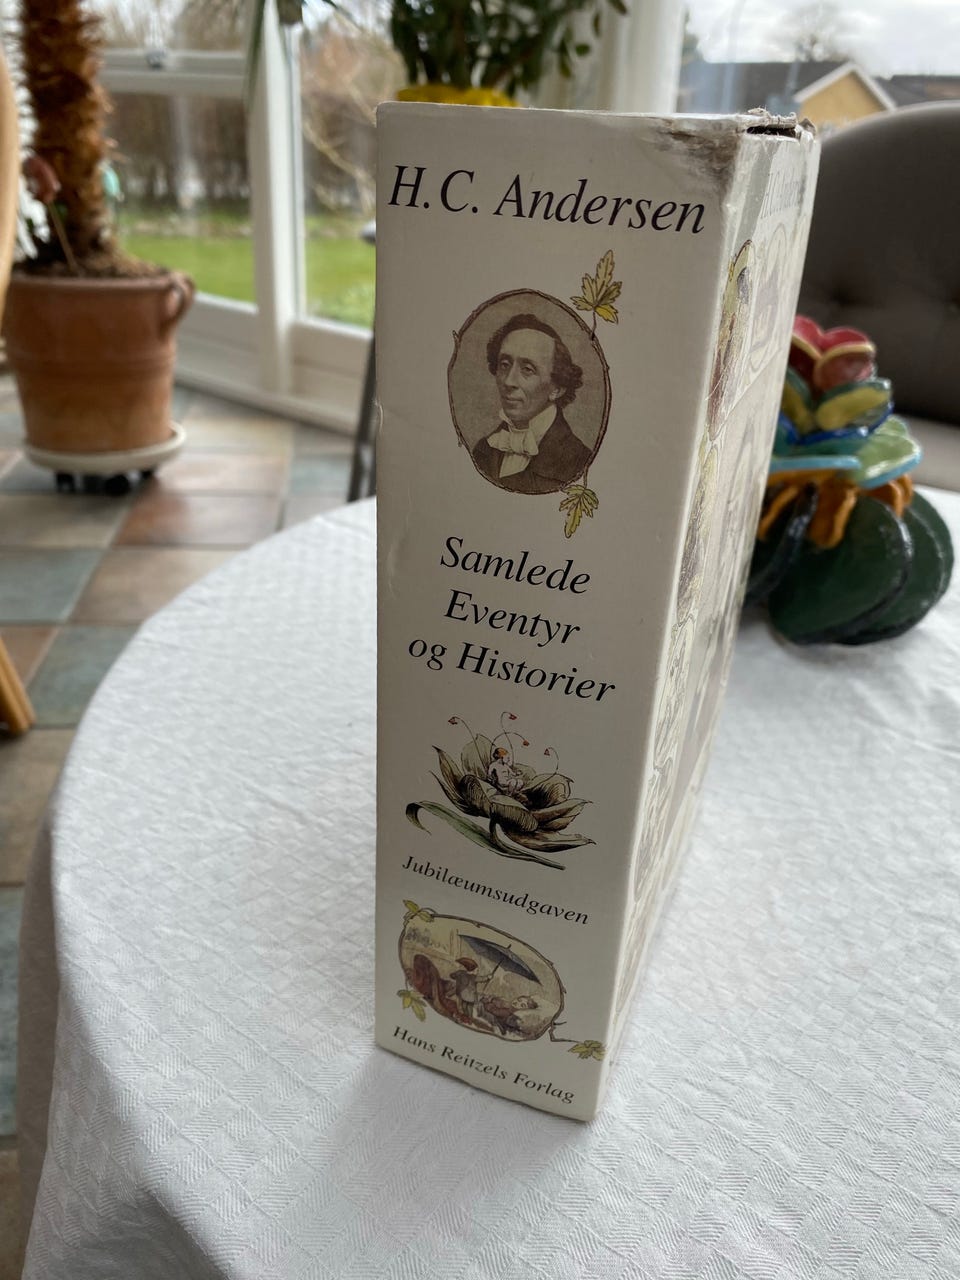 H. C. Andersen
Samlede
Eventyr
og Historier
Jubilæumsudgaven
Hans Reitzels Forlag